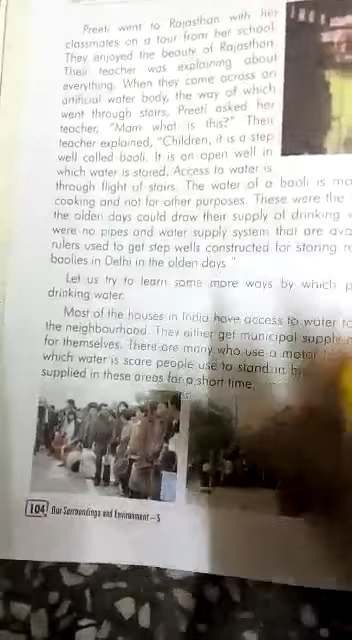 Preeti went to Rajasthan with her
classmates on a tour from her school.
They enjoyed the beauty of Rajasthan.
Their teacher was explaining about
everything. When they came across an
artificial water body, the way of which
went through stairs, Preeti asked her
teacher, "Mam what is this?" Their
teacher explained, "Children, it is a step
well called baoli. It is an open well in
which water is stored. Access to water is
through flight of stairs. The water of a baoli is
cooking and not for other purposes. These were the
the olden days could draw their supply of drinking
were no pipes and water supply system that are
rulers used to get step wells constructed for storing
baolies in Delhi in the olden days."
Let us try to learn some more ways by which
drinking water.
Most of the houses in India have access to water
the neighbourhood. They either get municipal supply
for themselves. There are many who use a motor
which water is scare people use to stand in
supplied in these areas for a short time.
104 Our Surroundings and Environment-5